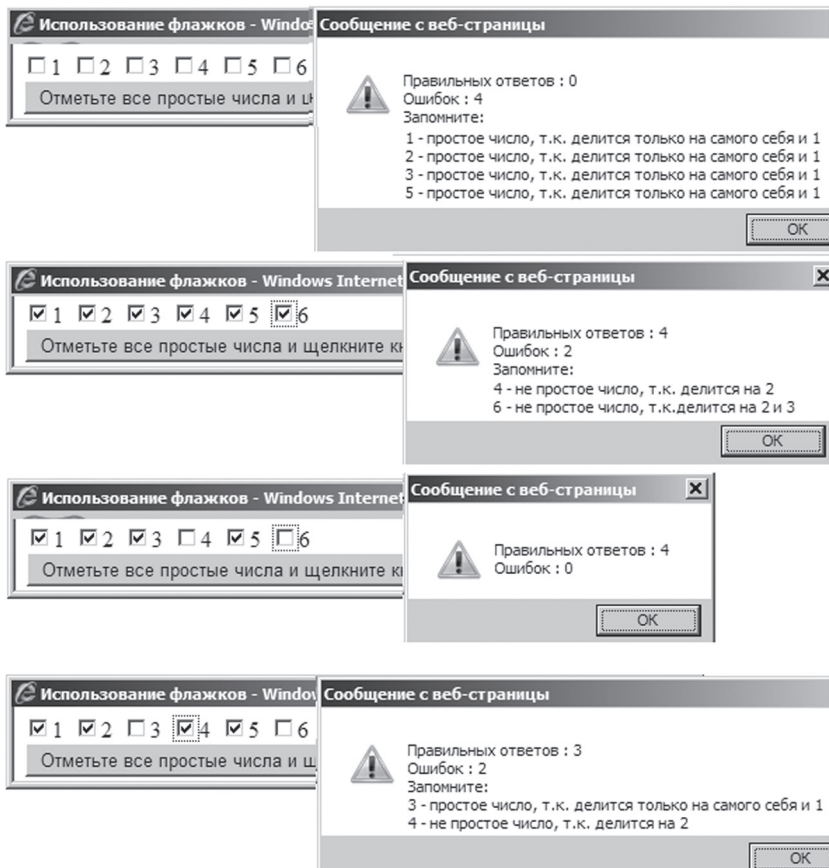 Использование флажков - Windo
1 2 3 4 5 6
Отметьте все простые числа и
Сообщение с веб-страницы
Правильных ответов : 0
Ошибок : 4
Запомните:
1 - простое число, т.к. делится только на самого себя и 1
2 - простое число, т.к. делится только на самого себя и 1
3 - простое число, т.к. делится только на самого себя и 1
5 - простое число, т.к. делится только на самого себя и 1
OK
Использование флажков - Windows Internet
1 2 3 4 5 6
Отметьте все простые числа и щелкните
Сообщение с веб-страницы
Правильных ответов : 4
Ошибок : 2
Запомните:
4 - не простое число, т.к. делится на 2
6 - не простое число, т.к.делится на 2 и 3
OK
Использование флажков - Windows Internet
1 2 3 4 5 6
Отметьте все простые числа и щелкните
Сообщение с веб-страницы
Правильных ответов : 4
Ошибок : 0
OK
Использование флажков - Window
1 2 3 4 5 6
Отметьте все простые числа и
Сообщение с веб-страницы
Правильных ответов : 3
Ошибок : 2
Запомните:
3 - простое число, т.к. делится только на самого себя и 1
4 - не простое число, т.к. делится на 2
OK